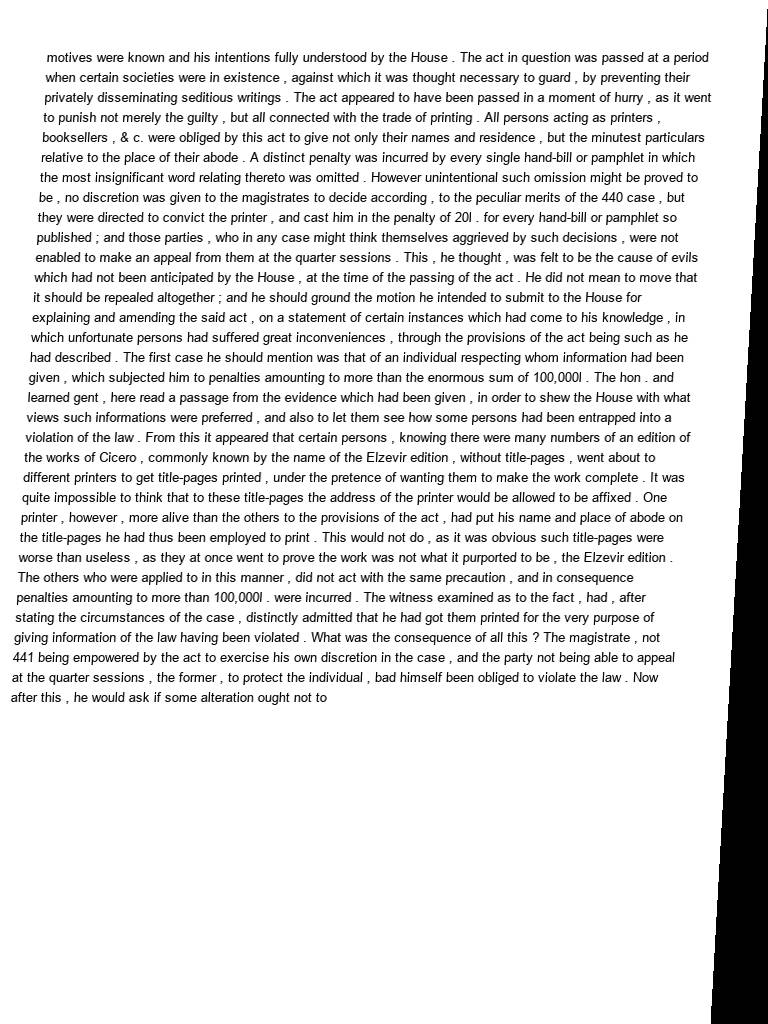 motives were known and his intentions fully understood by the House . The act in question was passed at a period
when certain societies were in existence , against which it was thought necessary to guard , by preventing their
privately disseminating seditious writings . The act appeared to have been passed in a moment of hurry , as it went
to punish not merely the guilty , but all connected with the trade of printing . All persons acting as printers ,
booksellers , & c. were obliged by this act to give not only their names and residence , but the minutest particulars
relative to the place of their abode . A distinct penalty was incurred by every single hand-bill or pamphlet in which
the most insignificant word relating thereto was omitted . However unintentional such omission might be proved to
be , no discretion was given to the magistrates to decide according , to the peculiar merits of the 440 case , but
they were directed to convict the printer , and cast him in the penalty of 20l . for every hand-bill or pamphlet so
published ; and those parties , who in any case might think themselves aggrieved by such decisions , were not
enabled to make an appeal from them at the quarter sessions . This , he thought , was felt to be the cause of evils
which had not been anticipated by the House , at the time of the passing of the act . He did not mean to move that
it should be repealed altogether ; and he should ground the motion he intended to submit to the House for
explaining and amending the said act , on a statement of certain instances which had come to his knowledge , in
which unfortunate persons had suffered great inconveniences , through the provisions of the act being such as he
had described . The first case he should mention was that of an individual respecting whom information had been
given , which subjected him to penalties amounting to more than the enormous sum of 100,000l . The hon . and
learned gent , here read a passage from the evidence which had been given , in order to shew the House with what
views such informations were preferred , and also to let them see how some persons had been entrapped into a
violation of the law . From this it appeared that certain persons , knowing there were many numbers of an edition of
the works of Cicero , commonly known by the name of the Elzevir edition , without title-pages , went about to
different printers to get title-pages printed , under the pretence of wanting them to make the work complete . It was
quite impossible to think that to these title-pages the address of the printer would be allowed to be affixed . One
printer , however , more alive than the others to the provisions of the act , had put his name and place of abode on
the title-pages he had thus been employed to print . This would not do , as it was obvious such title-pages were
worse than useless , as they at once went to prove the work was not what it purported to be , the Elzevir edition .
The others who were applied to in this manner , did not act with the same precaution , and in consequence
penalties amounting to more than 100,000l . were incurred . The witness examined as to the fact , had , after
stating the circumstances of the case , distinctly admitted that he had got them printed for the very purpose of
giving information of the law having been violated . What was the consequence of all this ? The magistrate , not
441 being empowered by the act to exercise his own discretion in the case , and the party not being able to appeal
at the quarter sessions , the former , to protect the individual , bad himself been obliged to violate the law . Now
after this , he would ask if some alteration ought not to